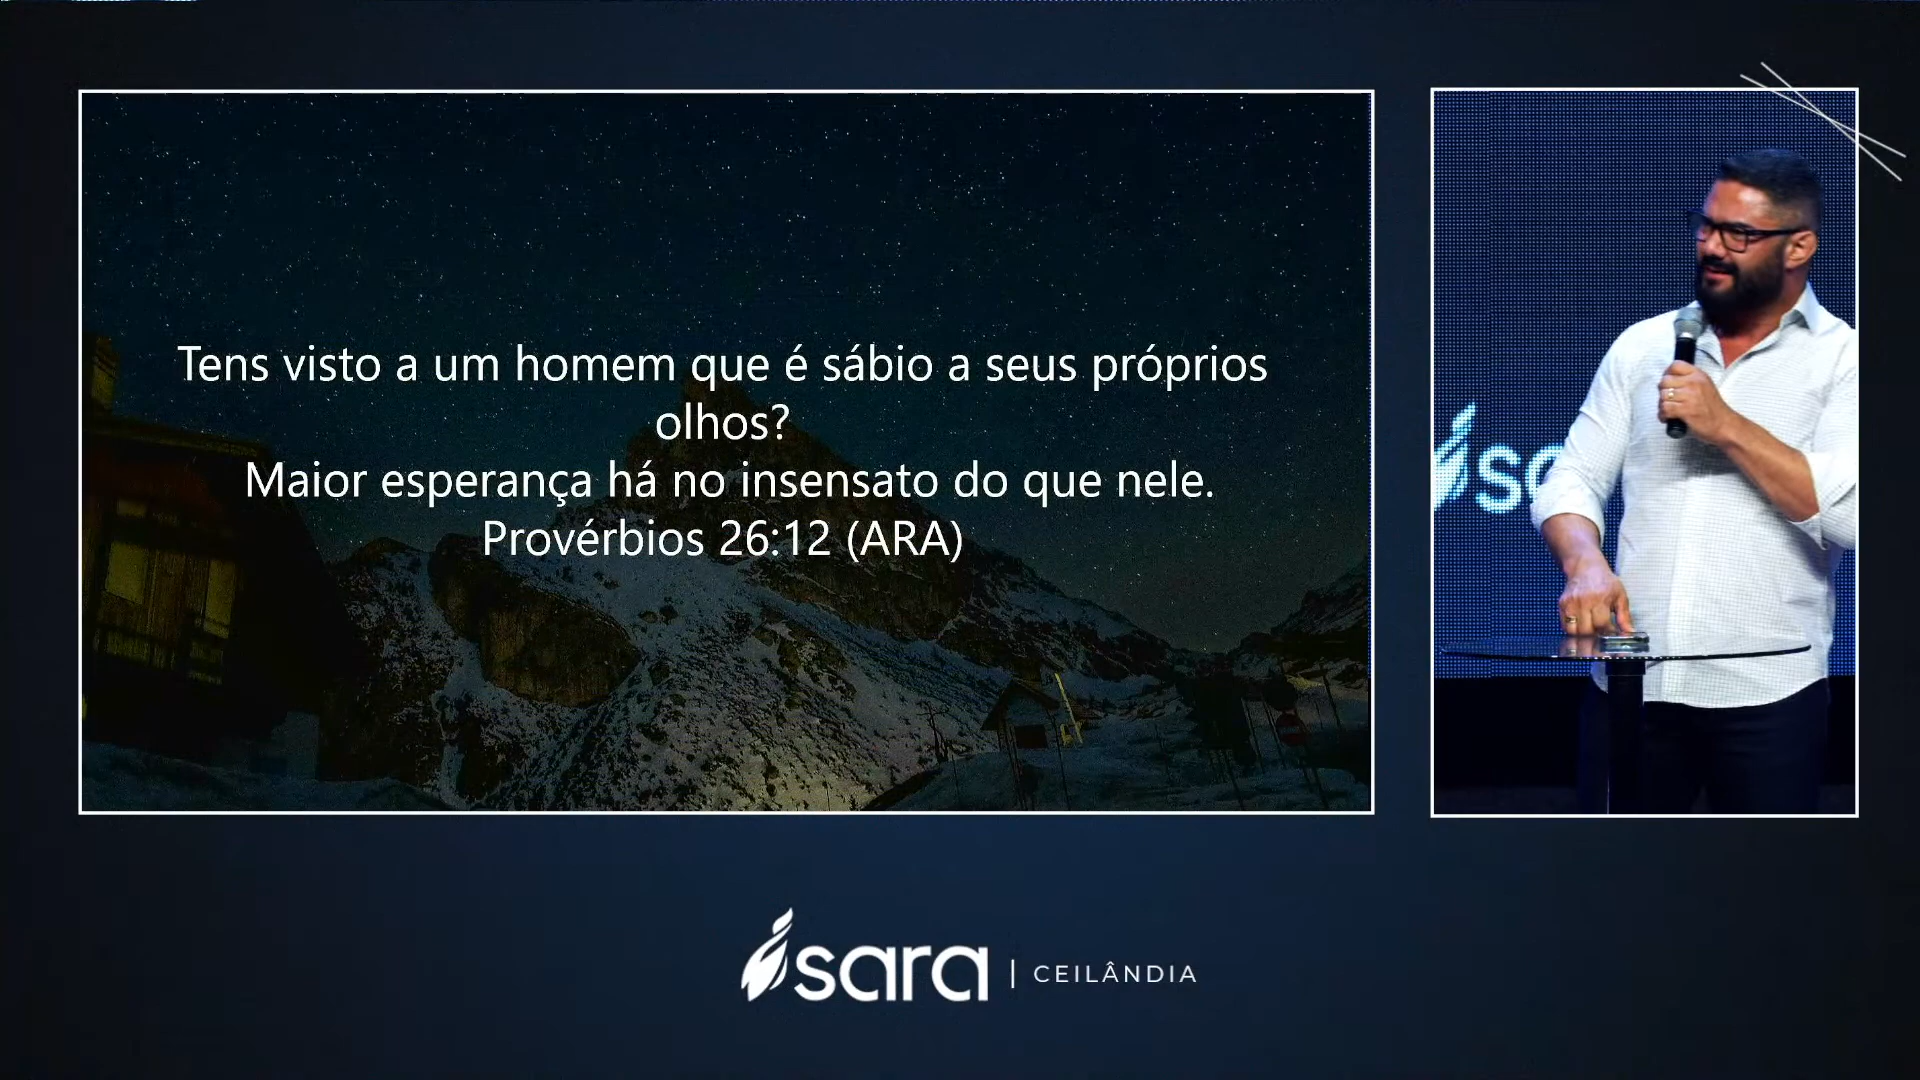 Tens visto a um homem que é sábio a seus próprios
olhos?
Maior esperança há no insensato do que nele.
Provérbios 26:12 (ARA)
sa
sara | CEILÂNDIA